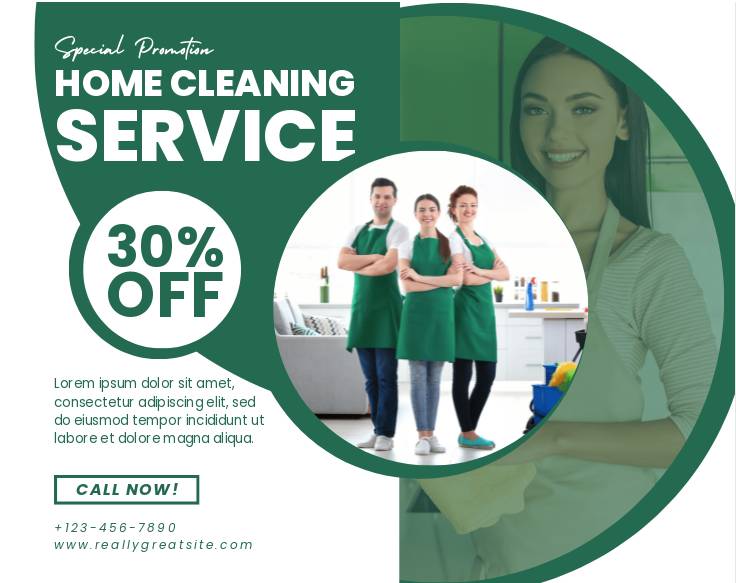 Special Promotion
HOME CLEANING
SERVICE
30%
OFF
Lorem ipsum dolor sit amet,
consectetur adipiscing elit, sed
do eiusmod tempor incididunt ut
labore et dolore magna aliqua.
CALL NOW!
+123-456-7890
www.reallygreatsite.com